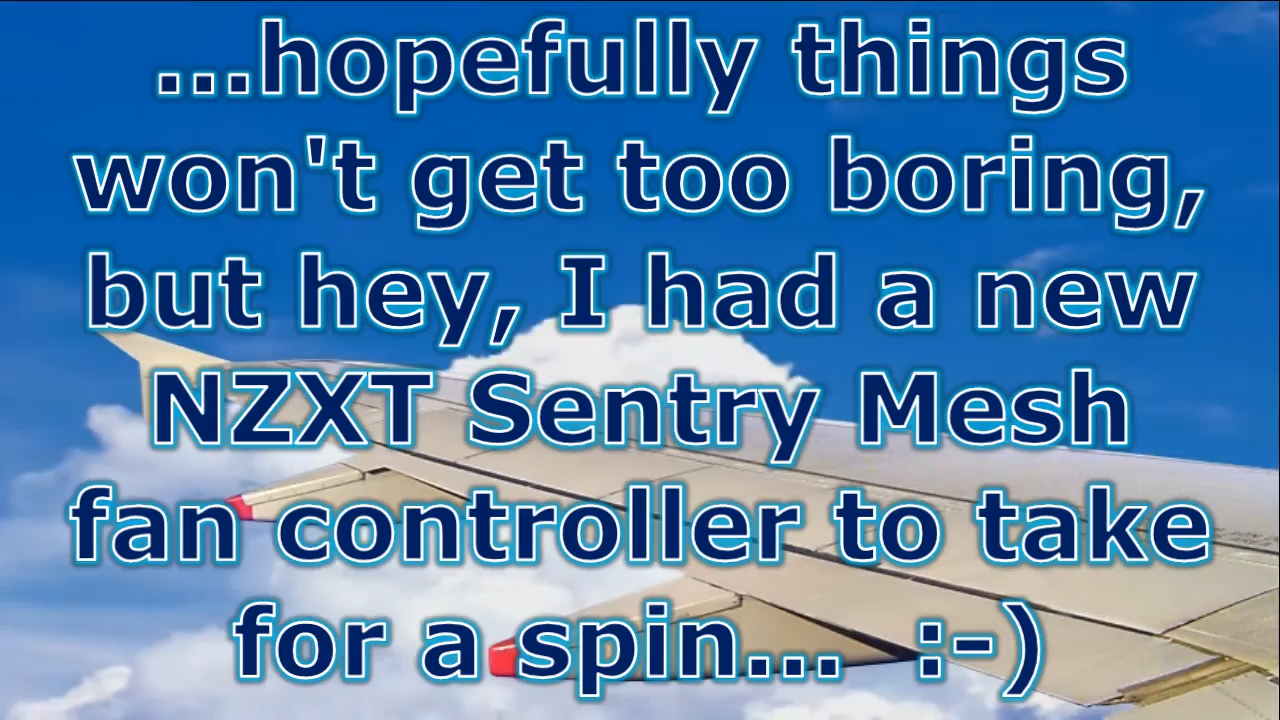 ...hopefully things
won't get too boring,
but hey, I had a new
NZXT Sentry Mesh
fan controller to take
for a spin...  :-)